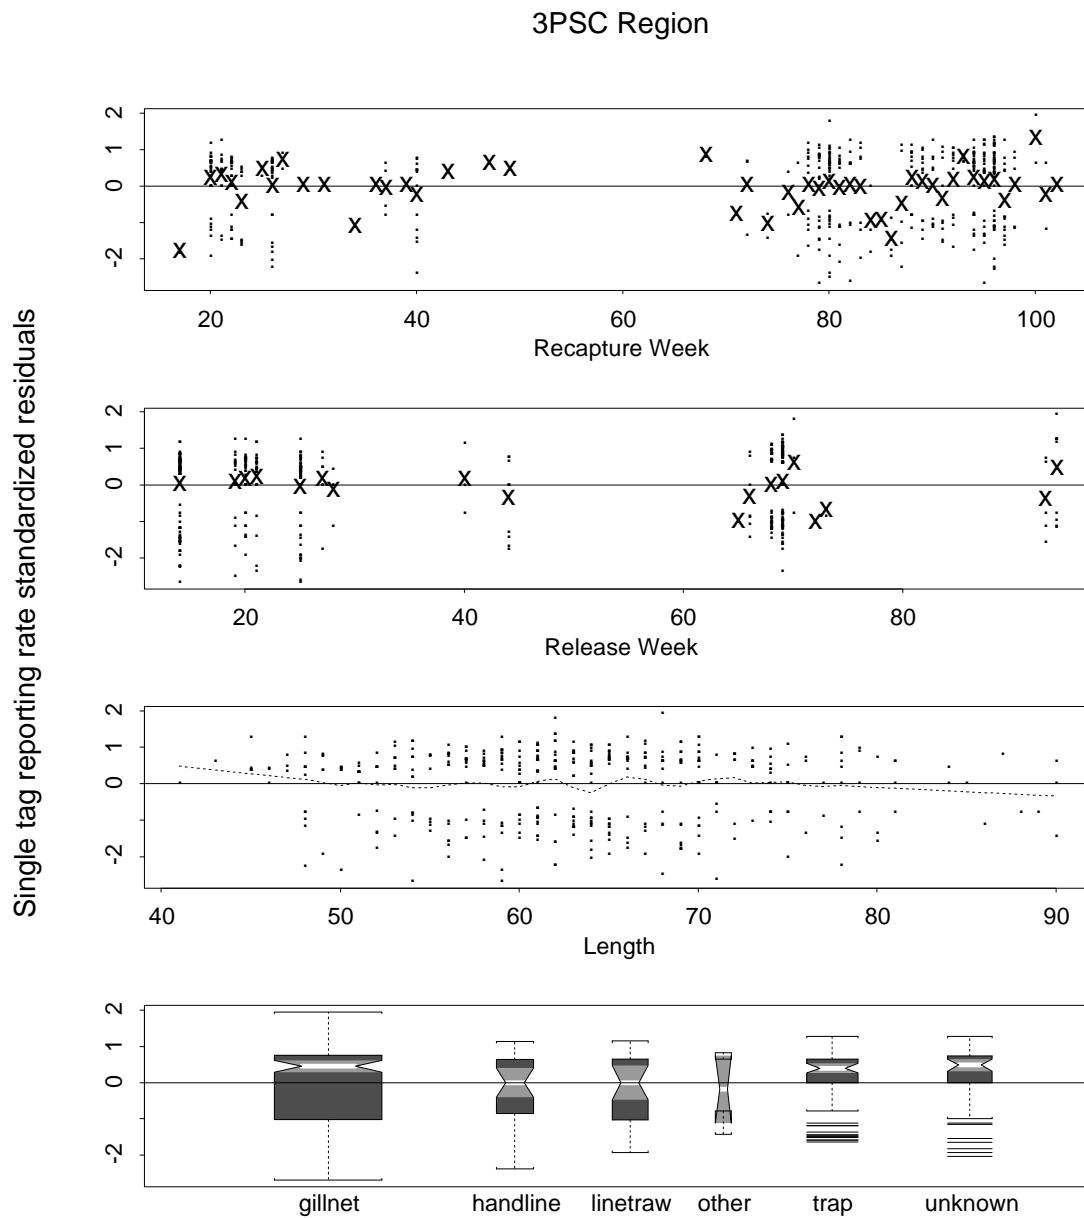 3PSC Region
Single tag reporting rate standardized residuals
2
0
-2
20 40 60 80 100
Recapture Week
2
1
0
-2
20 40 60 80
Release Week
2
1
0
-2
40 50 60 70 80 90
Length
2
1
0
-2
gillnet handline linetraw other trap unknown